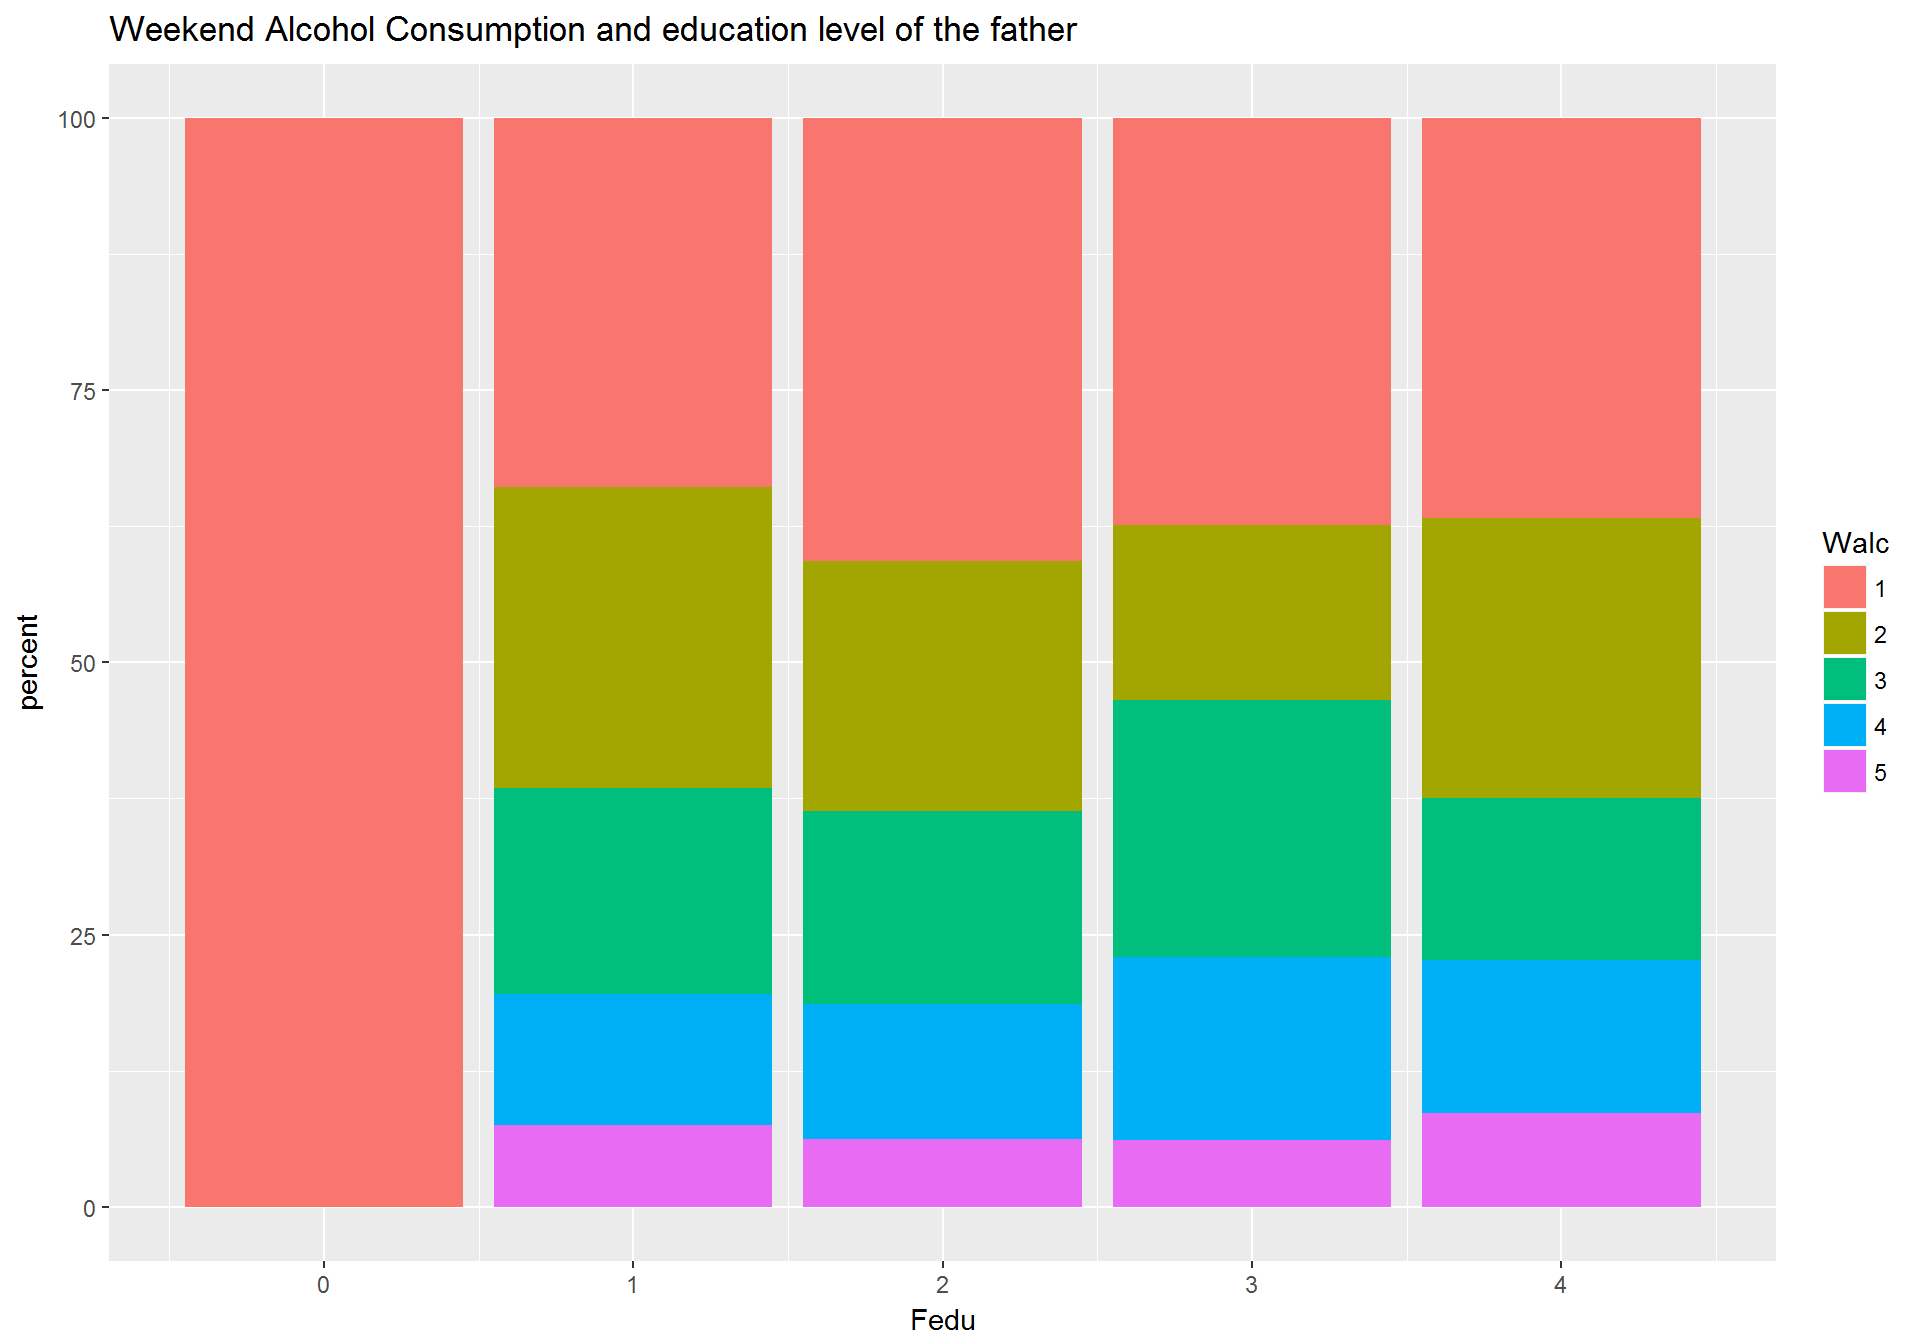 Weekend Alcohol Consumption and education level of the father
100
75
50
25
0
percent
0 1 2 3 4
Fedu
Walc
1
2
3
4
5